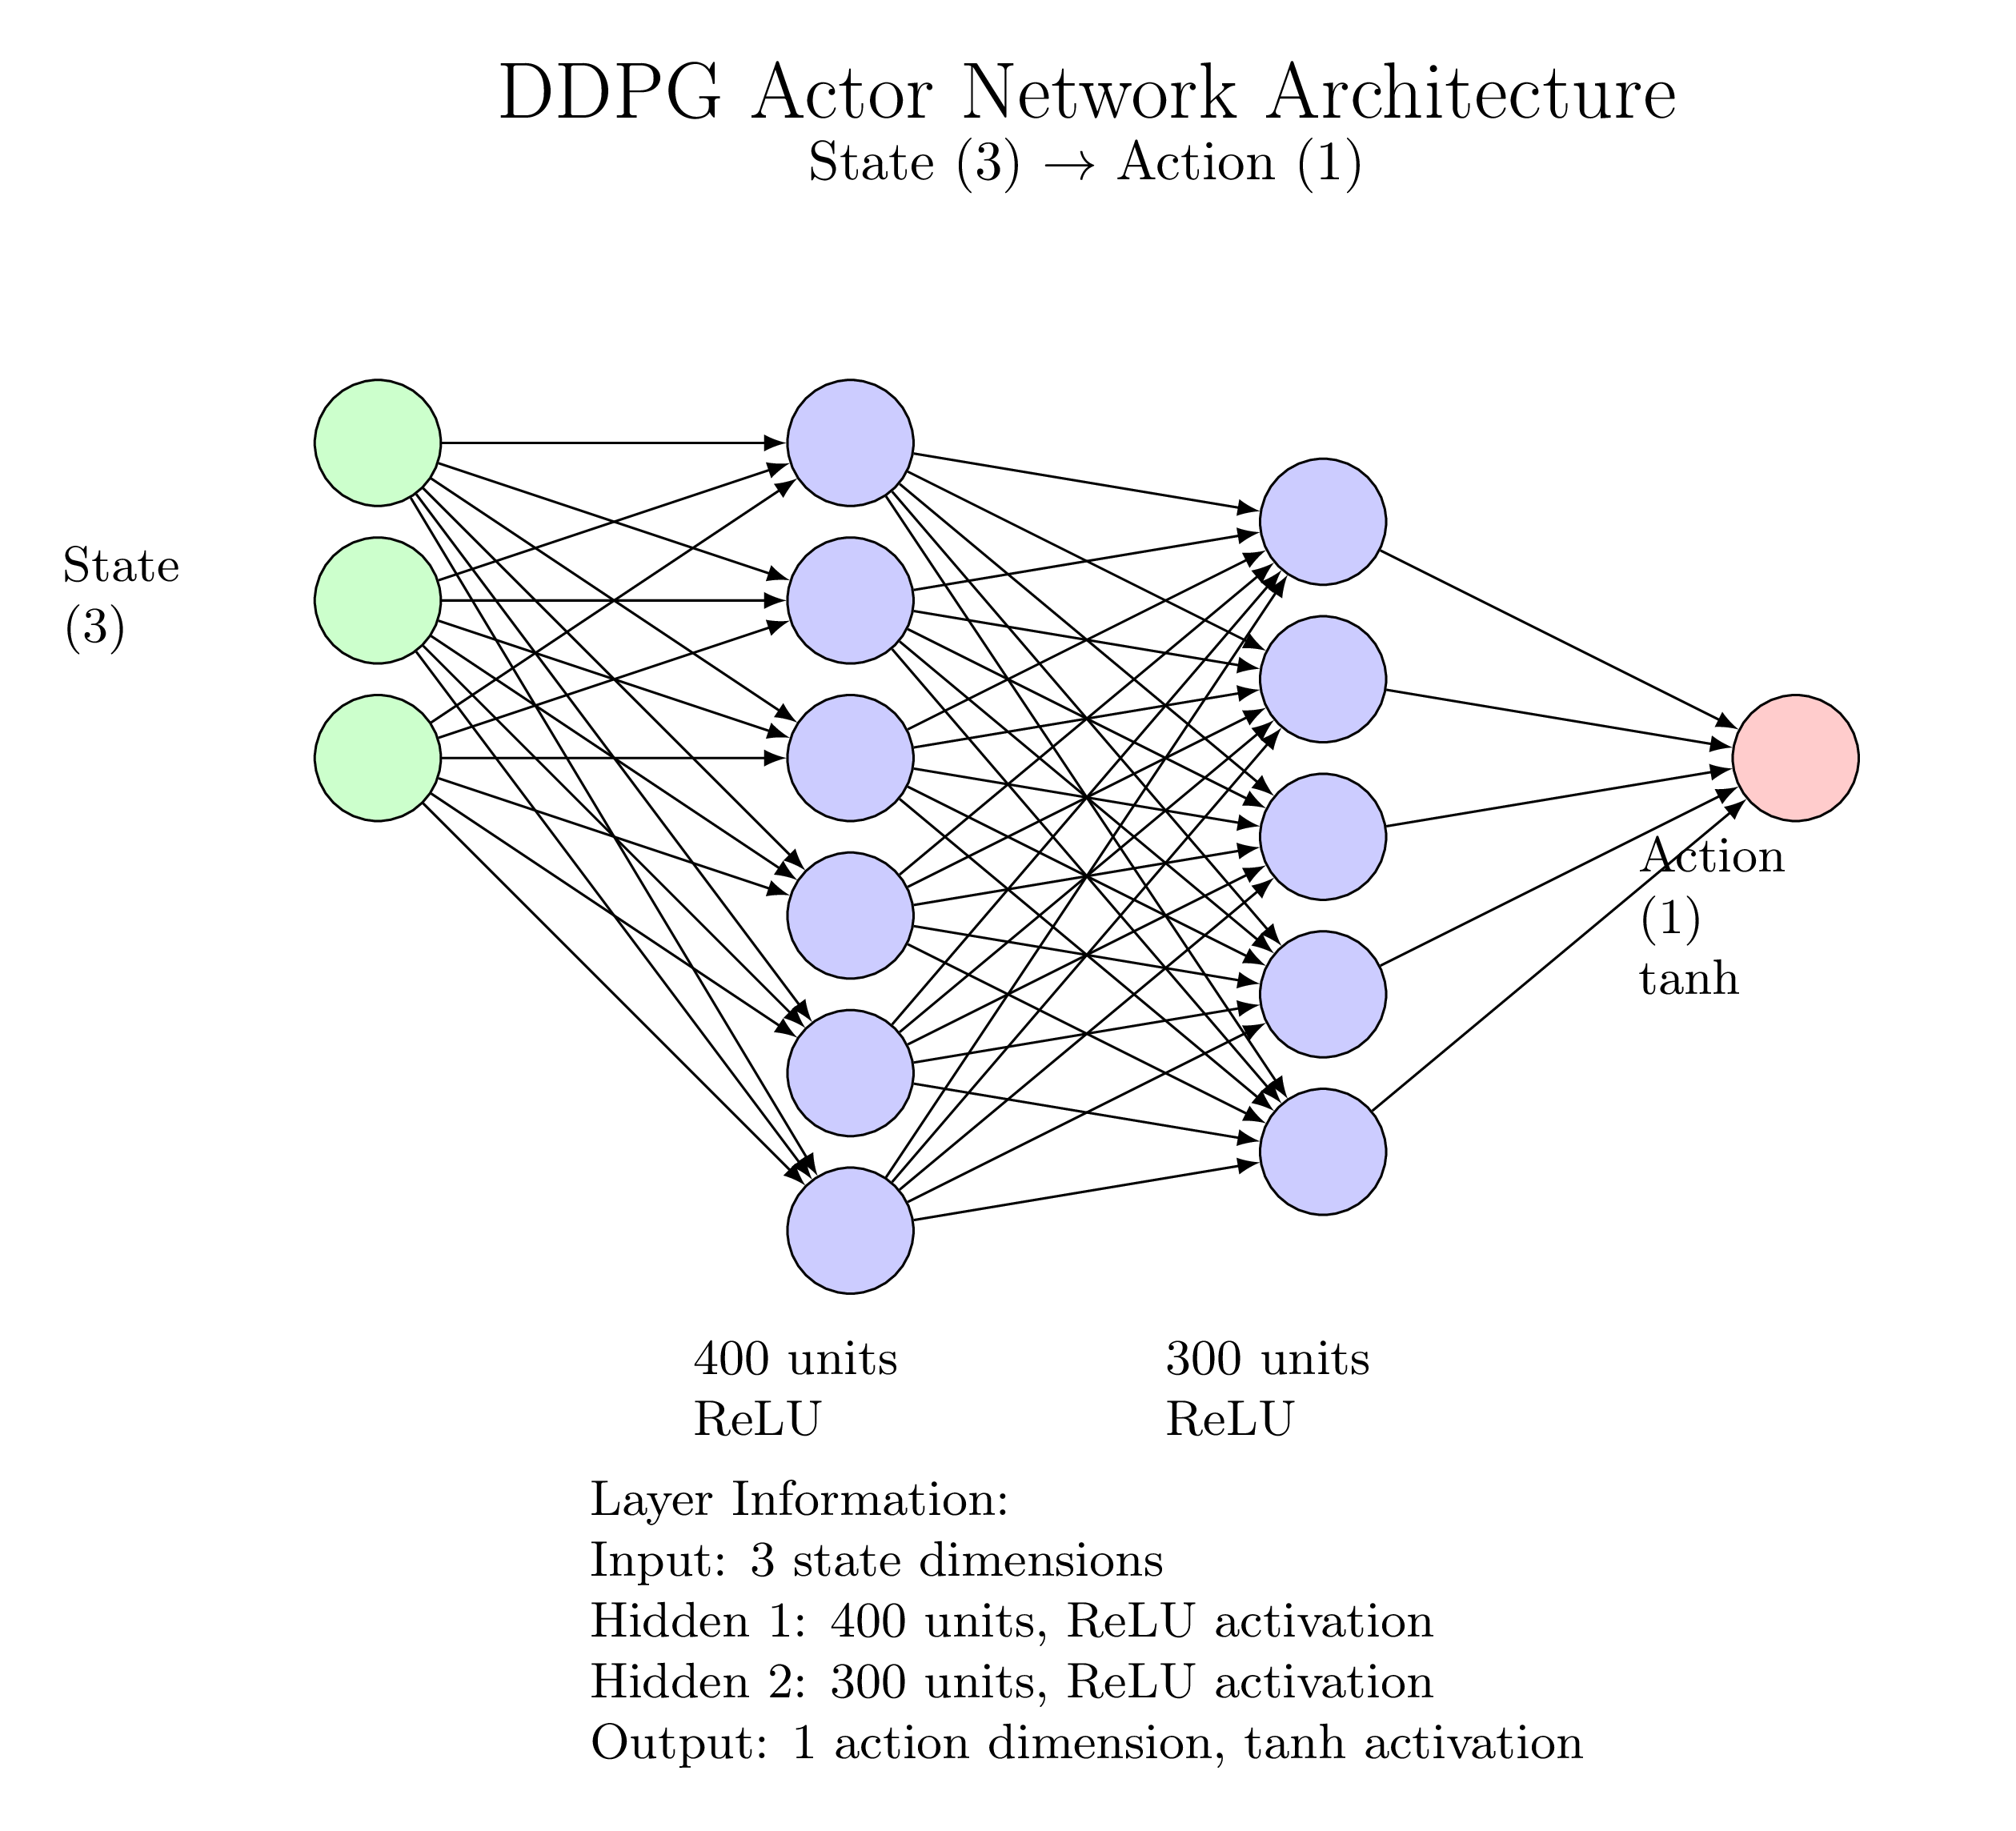 DDPG Actor Network Architecture
State (3) → Action (1)
State
(3)
Action
(1)
tanh
400 units
ReLU
300 units
ReLU
Layer Information:
Input: 3 state dimensions
Hidden 1: 400 units, ReLU activation
Hidden 2: 300 units, ReLU activation
Output: 1 action dimension, tanh activation